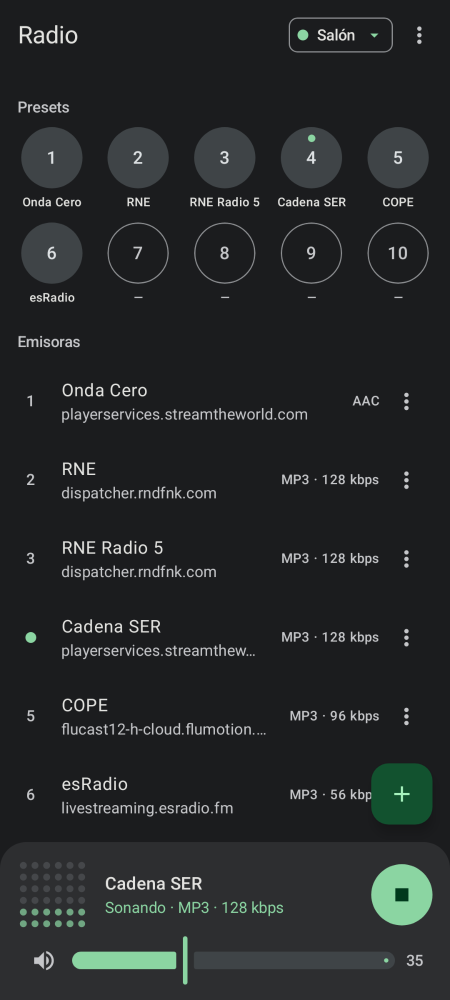 Radio
Salón
Presets
1 2 3 4 5
Onda Cero RNE RNE Radio 5 Cadena SER COPE
6 7 8 9 10
esRadio – – – –
Emisoras
Onda Cero
1 AAC
playerservices.streamtheworld.com
RNE
2 MP3 · 128 kbps
dispatcher.rndfnk.com
RNE Radio 5
3 MP3 · 128 kbps
dispatcher.rndfnk.com
Cadena SER
MP3 · 128 kbps
playerservices.streamthew…
COPE
5 MP3 · 96 kbps
flucast12-h-cloud.flumotion.…
esRadio
6 MP3 · 56 kbp
livestreaming.esradio.fm
+
Cadena SER
Sonando · MP3 · 128 kbps
35